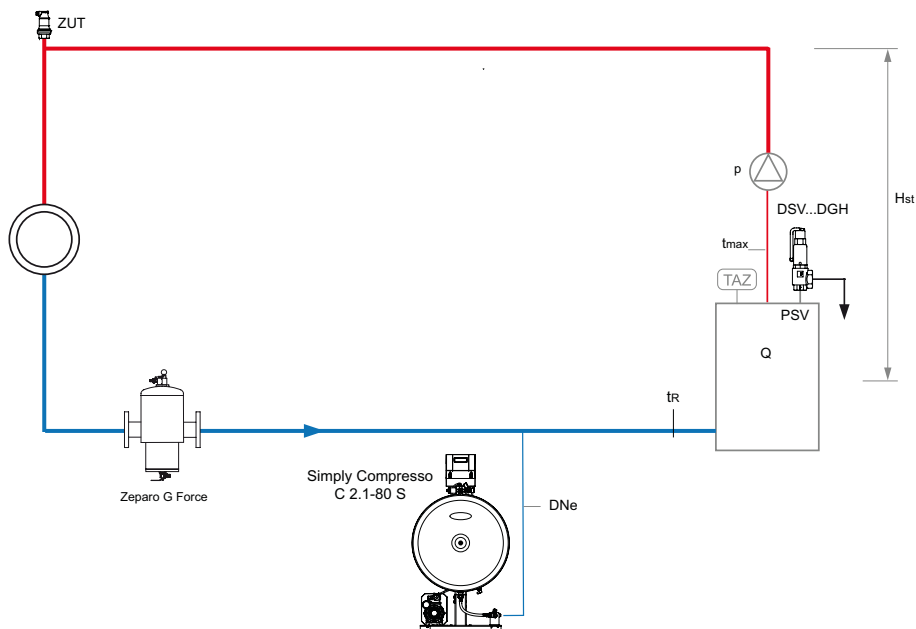 ZUT
p
Hst
DSV...DGH
tmax
TAZ
PSV
Q
tR
Simply Compresso
C 2.1-80 S
Zeparo G Force
DNe